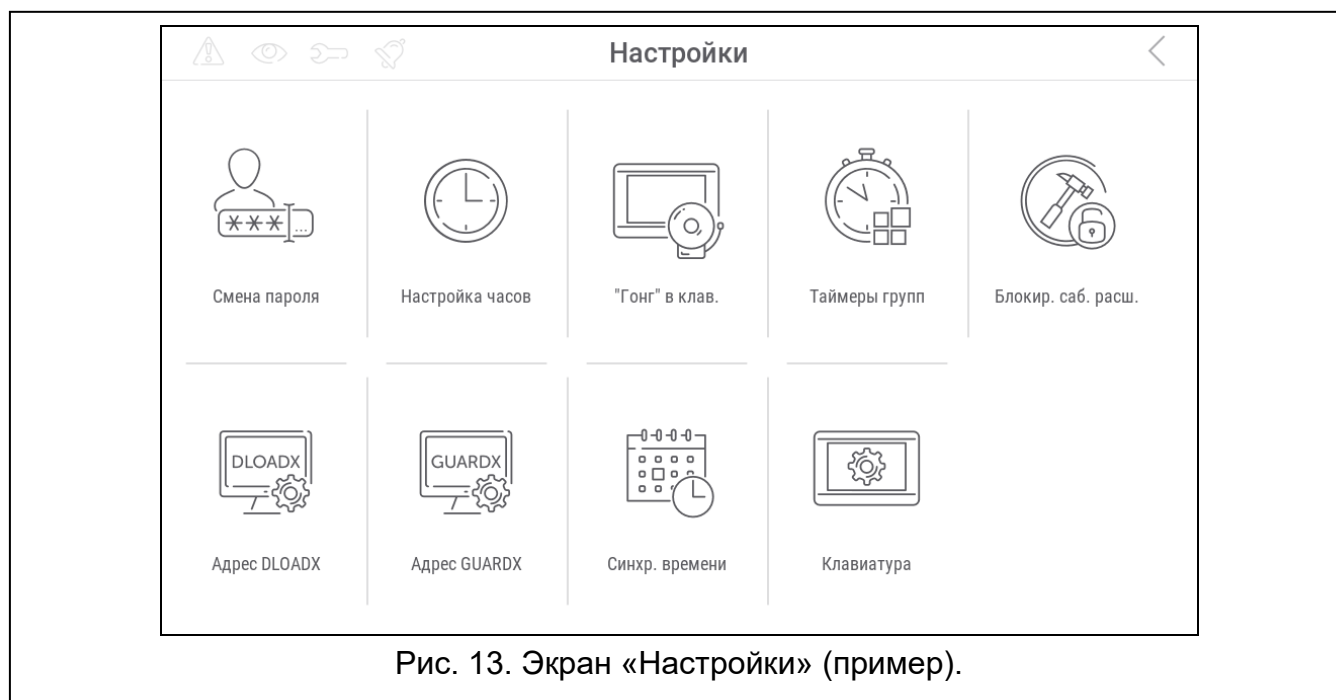 Настройки
*** ...
Смена пароля
Настройка часов
"Гонг" в клав.
Таймеры групп
Блокир. саб. расш.
DLOADX
GUARDX
Адрес DLOADX
Адрес GUARDX
Синхр. времени
Клавиатура
Рис. 13. Экран «Настройки» (пример).